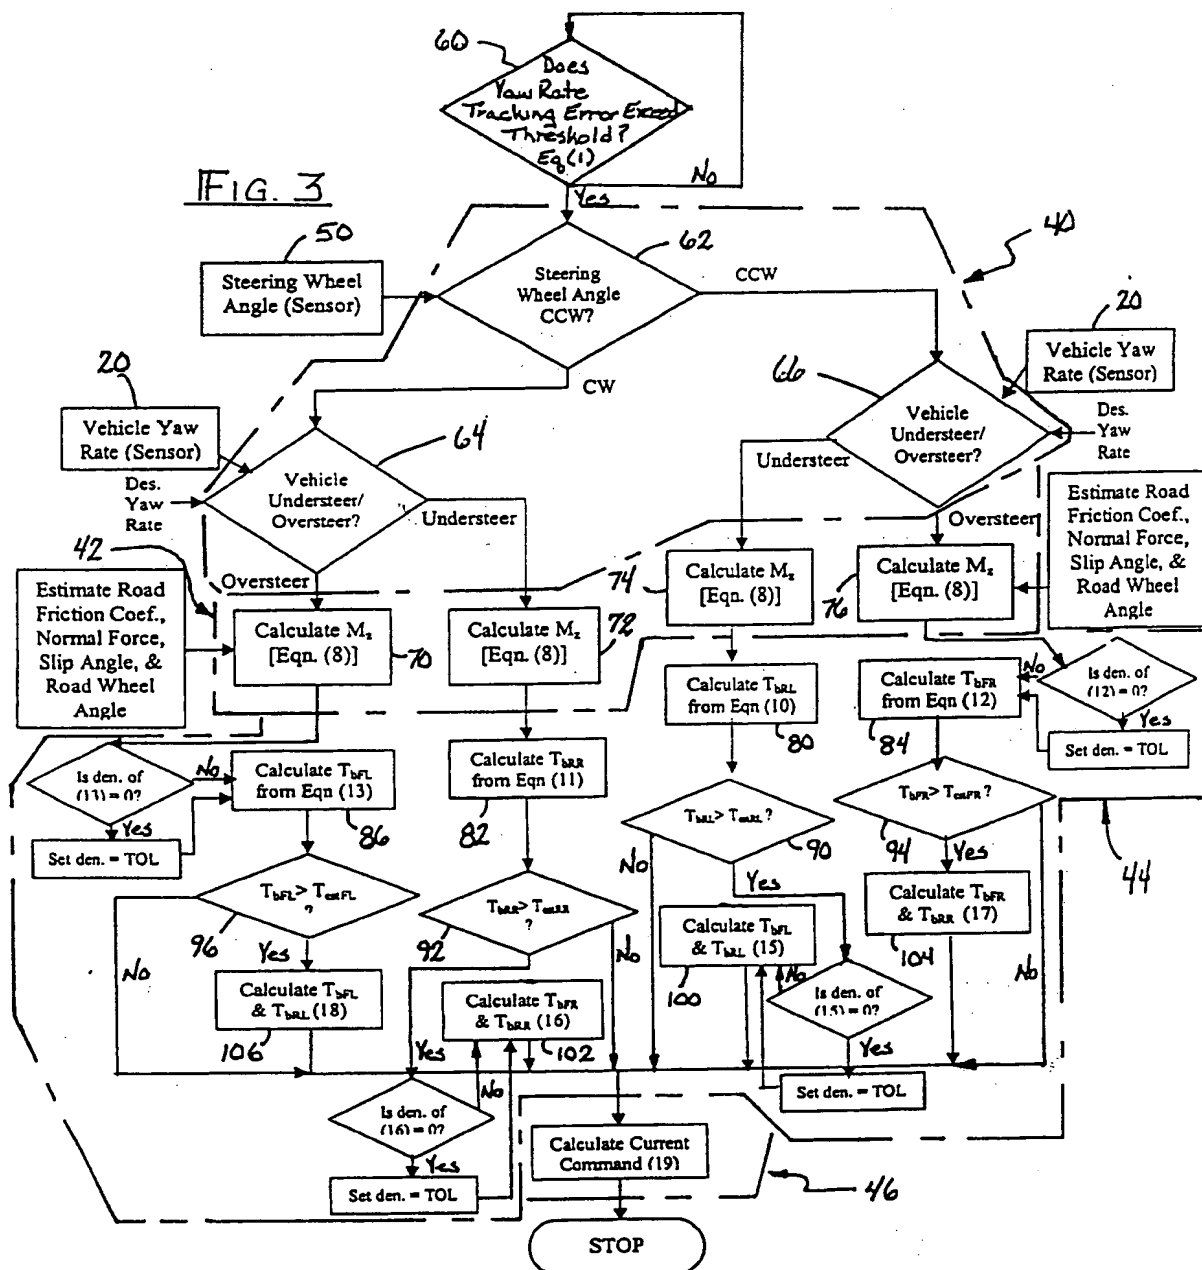 60
Does
Yaw Rate
Tracking Error Exceed
Threshold?
Eq(1)
No
Yes
FIG. 3
50
Steering Wheel
Angle (Sensor)
62
Steering
Wheel Angle
CCW?
CCW
CW
40
20
Vehicle Yaw
Rate (Sensor)
66
Vehicle
Understeer/
Oversteer?
Des.
Yaw
Rate
Understeer
Oversteer
20
Vehicle Yaw
Rate (Sensor)
Des.
Yaw
Rate
64
Vehicle
Understeer/
Oversteer?
Understeer
Oversteer
42
Estimate Road
Friction Coef.,
Normal Force,
Slip Angle, &
Road Wheel
Angle
Calculate Mz
[Eqn. (8)]
70
Calculate Mz
[Eqn. (8)]
72
74
Calculate Mz
[Eqn. (8)]
76
Calculate Mz
[Eqn. (8)]
Estimate Road
Friction Coef.,
Normal Force,
Slip Angle, &
Road Wheel
Angle
Is den. of
(13) = 0?
No
Yes
Set den. = TOL
Calculate TbFL
from Eqn (13)
86
Calculate TbRR
from Eqn (11)
82
Calculate TbRL
from Eqn (10)
80
Calculate TbFR
from Eqn (12)
84
No
Is den. of
(12) = 0?
Yes
Set den. = TOL
TbFL> TextFL
?
96
No
Yes
TbRR> TextRR
?
92
No
Yes
TbRL> TextRL ?
90
No
Yes
TbFR> TextFR ?
94
Yes
No
44
Calculate TbFL
& TbRL (18)
106
Calculate TbFR
& TbRR (16)
102
Calculate TbFL
& TbRL (15)
100
Calculate TbFR
& TbRR (17)
104
Is den. of
(16) = 0?
No
Yes
Set den. = TOL
Is den. of
(15) = 0?
No
Yes
Set den. = TOL
Calculate Current
Command (19)
46
STOP